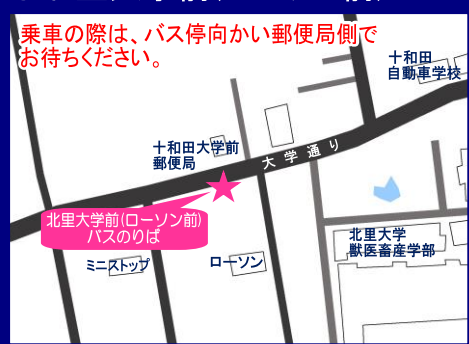 乗車の際は、バス停向かい郵便局側で
お待ちください。
十和田
自動車学校
十和田大学前
郵便局
大学通り
北里大学前(ローソン前)
バスのりば
ミニストップ
ローソン
北里大学
獣医畜産学部